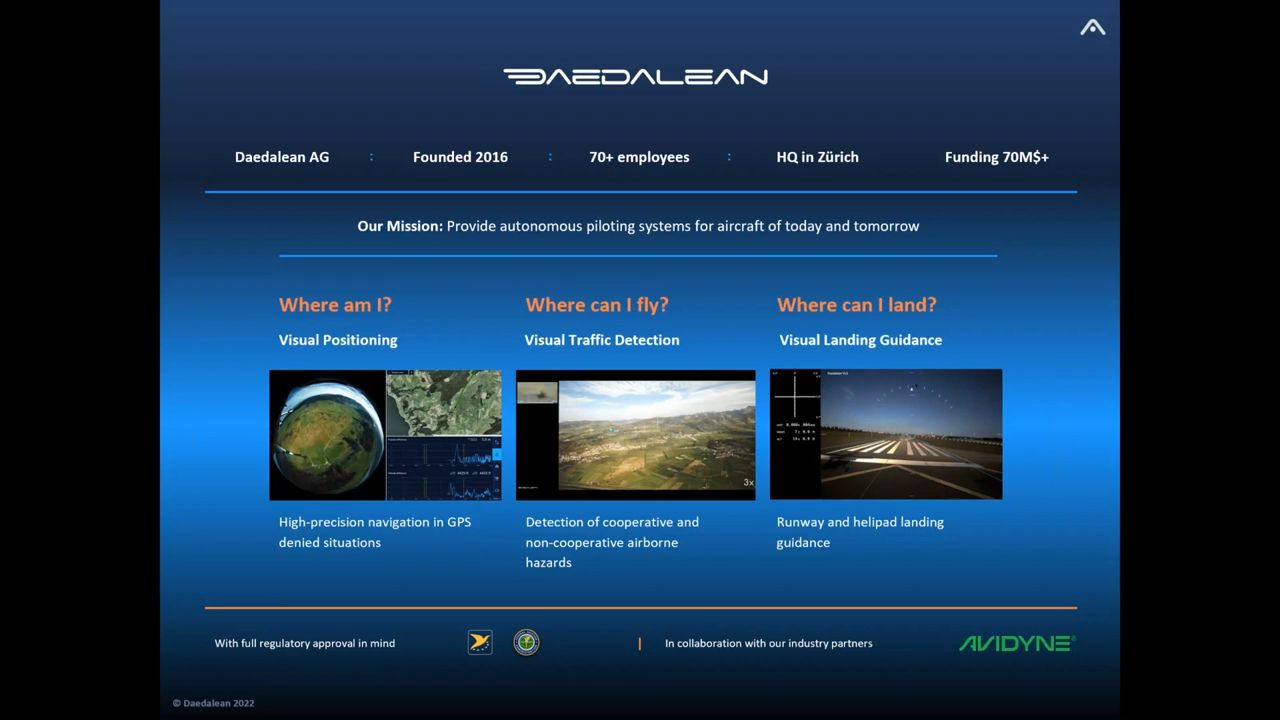 DAEDALEAN
Daedalean AG : Founded 2016 : 70+ employees : HQ in Zürich Funding 70M$+
Our Mission: Provide autonomous piloting systems for aircraft of today and tomorrow
Where am I?
Visual Positioning
High-precision navigation in GPS
denied situations
Where can I fly?
Visual Traffic Detection
3x
Detection of cooperative and
non-cooperative airborne
hazards
Where can I land?
Visual Landing Guidance
Runway and helipad landing
guidance
With full regulatory approval in mind
In collaboration with our industry partners
AVIDYNE®
© Daedalean 2022